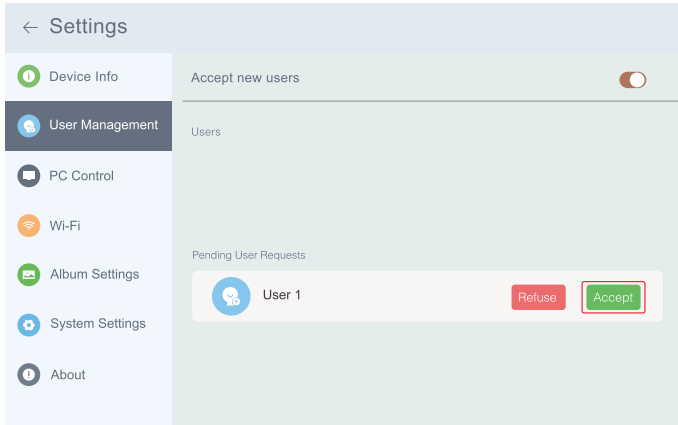 Settings
Device Info
User Management
PC Control
Wi-Fi
Album Settings
System Settings
About
Accept new users
Users
Pending User Requests
User 1
Refuse
Accept